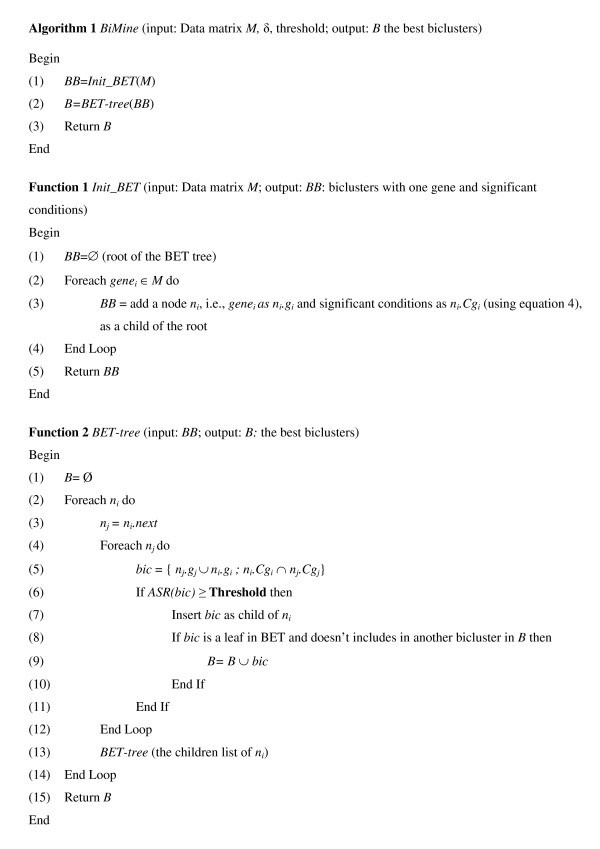 Algorithm 1 BiMine (input: Data matrix M, δ, threshold; output: B the best biclusters)
Begin
(1) BB=Init_BET(M)
(2) B=BET-tree(BB)
(3) Return B
End
Function 1 Init_BET (input: Data matrix M; output: BB: biclusters with one gene and significant
conditions)
Begin
(1) BB=∅ (root of the BET tree)
(2) Foreach gene_i ∈ M do
(3) BB = add a node n_i, i.e., gene_i as n_i.g_i and significant conditions as n_i.Cg_i (using equation 4),
as a child of the root
(4) End Loop
(5) Return BB
End
Function 2 BET-tree (input: BB; output: B: the best biclusters)
Begin
(1) B= Ø
(2) Foreach n_i do
(3) n_j = n_i.next
(4) Foreach n_j do
(5) bic = { n_j.g_j ∪ n_i.g_i ; n_i.Cg_i ∩ n_j.Cg_j}
(6) If ASR(bic) ≥ Threshold then
(7) Insert bic as child of n_i
(8) If bic is a leaf in BET and doesn't includes in another bicluster in B then
(9) B= B ∪ bic
(10) End If
(11) End If
(12) End Loop
(13) BET-tree (the children list of n_i)
(14) End Loop
(15) Return B
End